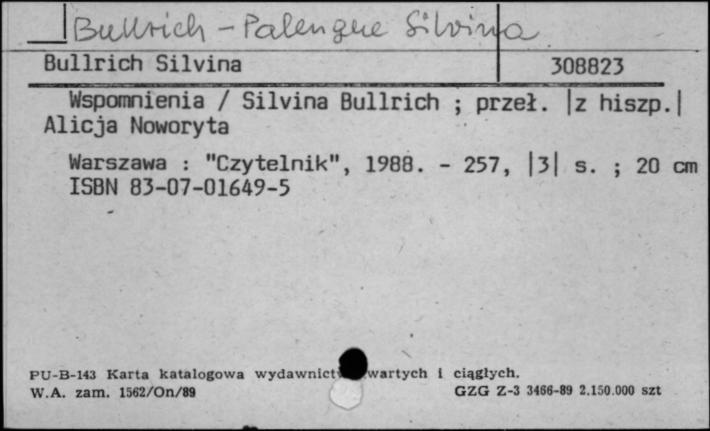 Bullrich - Palengue Silvina
Bullrich Silvina 308823
Wspomnienia / Silvina Bullrich ; przeł. |z hiszp.|
Alicja Noworyta
Warszawa : "Czytelnik", 1988. - 257, |3| s. ; 20 cm
ISBN 83-07-01649-5
PU-B-143 Karta katalogowa wydawnict wartych i ciągłych.
W.A. zam. 1562/On/89 GZG Z-3 3466-89 2.150.000 szt